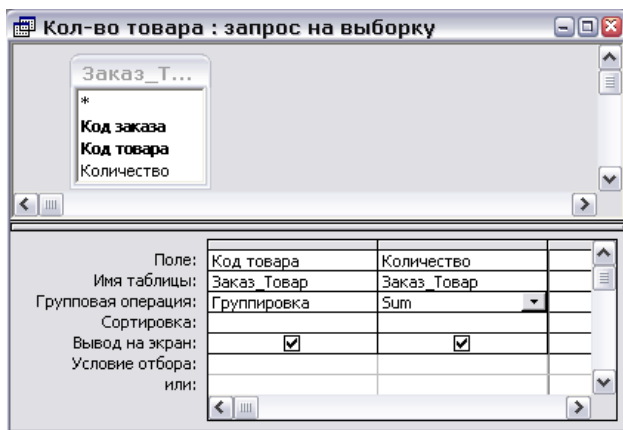 Кол-во товара : запрос на выборку
Заказ_Т...
*
Код заказа
Код товара
Количество
Поле: Код товара Количество
Имя таблицы: Заказ_Товар Заказ_Товар
Групповая операция: Группировка Sum
Сортировка:
Вывод на экран:
Условие отбора:
или: